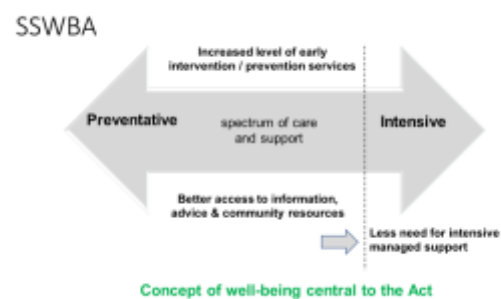 SSWBA
Increased level of early
intervention / prevention services
Preventative
spectrum of care
and support
Intensive
Better access to information,
advice & community resources
Less need for intensive
managed support
Concept of well-being central to the Act